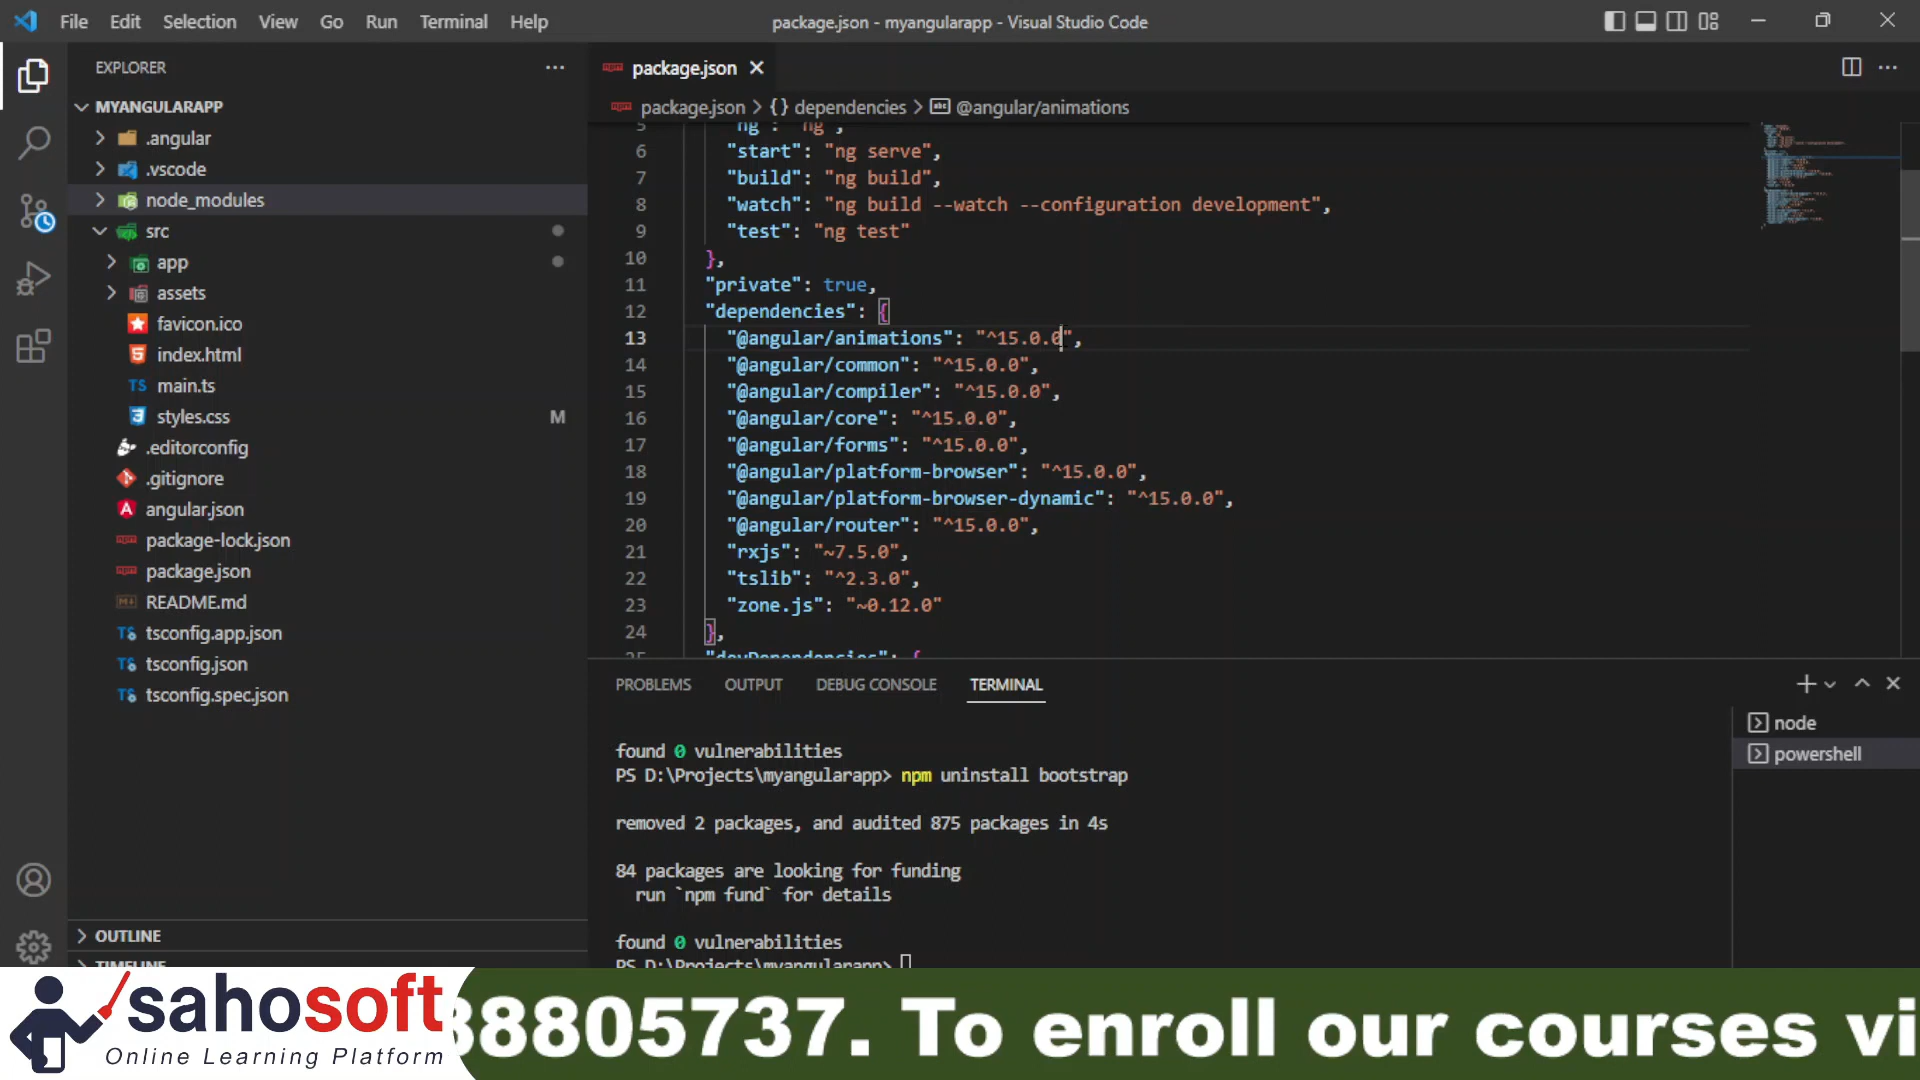 File Edit Selection View Go Run Terminal Help package.json - myangularapp - Visual Studio Code
EXPLORER
MYANGULARAPP
.angular
.vscode
node_modules
src
app
assets
favicon.ico
index.html
main.ts
styles.css M
.editorconfig
.gitignore
angular.json
package-lock.json
package.json
README.md
tsconfig.app.json
tsconfig.json
tsconfig.spec.json
OUTLINE
TIMELINE
package.json
package.json > {} dependencies > @angular/animations
5 "ng": "ng",
6 "start": "ng serve",
7 "build": "ng build",
8 "watch": "ng build --watch --configuration development",
9 "test": "ng test"
10 },
11 "private": true,
12 "dependencies": {
13 "@angular/animations": "^15.0.0",
14 "@angular/common": "^15.0.0",
15 "@angular/compiler": "^15.0.0",
16 "@angular/core": "^15.0.0",
17 "@angular/forms": "^15.0.0",
18 "@angular/platform-browser": "^15.0.0",
19 "@angular/platform-browser-dynamic": "^15.0.0",
20 "@angular/router": "^15.0.0",
21 "rxjs": "~7.5.0",
22 "tslib": "^2.3.0",
23 "zone.js": "~0.12.0"
24 },
25 "devDependencies": {
PROBLEMS OUTPUT DEBUG CONSOLE TERMINAL
node
powershell
found 0 vulnerabilities
PS D:\Projects\myangularapp> npm uninstall bootstrap
removed 2 packages, and audited 875 packages in 4s
84 packages are looking for funding
run `npm fund` for details
found 0 vulnerabilities
PS D:\Projects\myangularapp>
sahosoft
Online Learning Platform
38805737. To enroll our courses vi